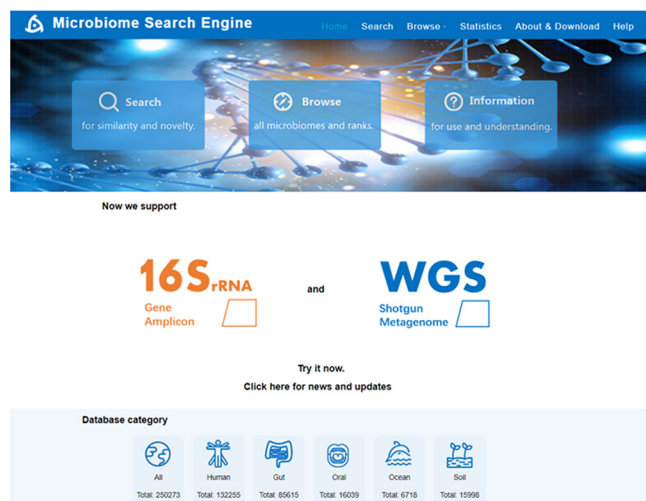 Microbiome Search Engine
Home Search Browse Statistics About & Download Help
Search Browse Information
for similarity and novelty. all microbiomes and ranks. for use and understanding.
Now we support
16SrRNA and WGS
Gene Amplicon Shotgun Metagenome
Try it now.
Click here for news and updates
Database category
All Human Gut Oral Ocean Soil
Total: 250273 Total: 132255 Total: 85615 Total: 16039 Total: 6718 Total: 15998